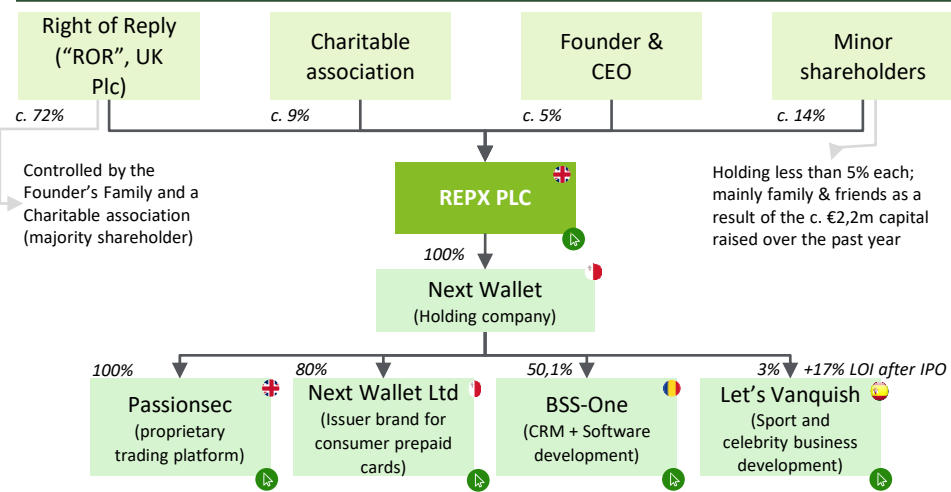 Right of Reply
(“ROR”, UK
Plc)
Charitable
association
Founder &
CEO
Minor
shareholders
c. 72%
c. 9%
c. 5%
c. 14%
Controlled by the
Founder’s Family and a
Charitable association
(majority shareholder)
REPX PLC
Holding less than 5% each;
mainly family & friends as a
result of the c. €2,2m capital
raised over the past year
100%
Next Wallet
(Holding company)
100%
80%
50,1%
3%
+17% LOI after IPO
Passionsec
(proprietary
trading platform)
Next Wallet Ltd
(Issuer brand for
consumer prepaid
cards)
BSS-One
(CRM + Software
development)
Let’s Vanquish
(Sport and
celebrity business
development)